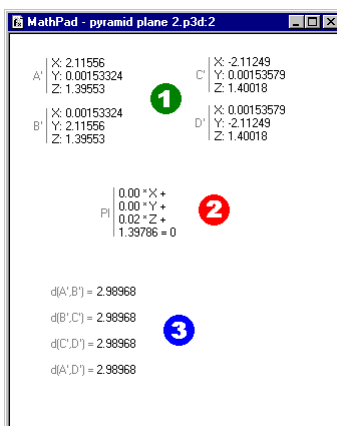 MathPad - pyramid plane 2.p3d:2
A' X: 2.11556
Y: 0.00153324
Z: 1.39553
C' X: -2.11249
Y: 0.00153579
Z: 1.40018
1
B' X: 0.00153324
Y: 2.11556
Z: 1.39553
D' X: 0.00153579
Y: -2.11249
Z: 1.40018
Pl 0.00 * X +
0.00 * Y +
0.02 * Z +
1.39786 = 0
2
d(A',B') = 2.98968
d(B',C') = 2.98968
3
d(C',D') = 2.98968
d(A',D') = 2.98968